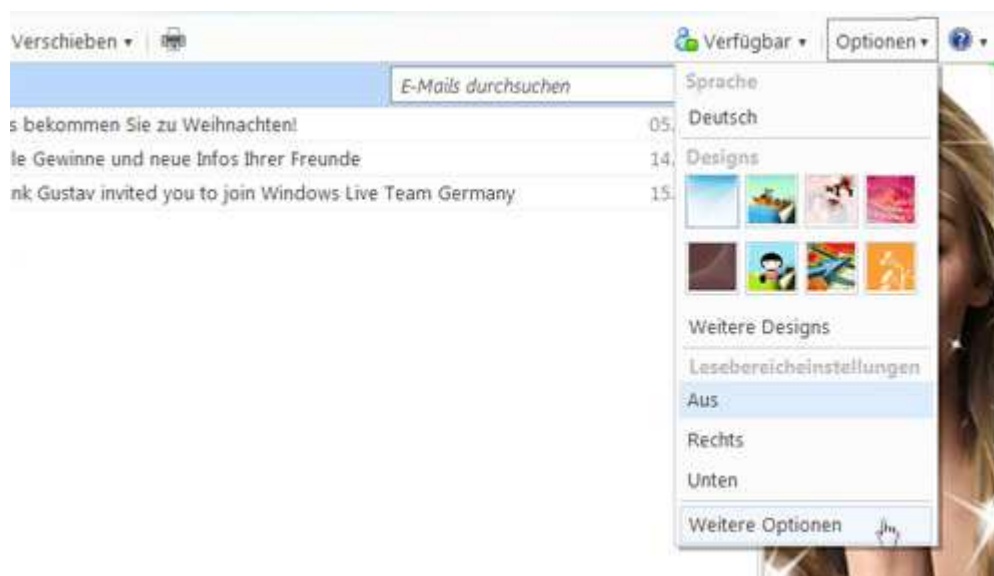 Verschieben
Verfügbar
Optionen
E-Mails durchsuchen
Sprache
s bekommen Sie zu Weihnachten!
05.
Deutsch
le Gewinne und neue Infos Ihrer Freunde
14.
Designs
nk Gustav invited you to join Windows Live Team Germany
15.
Weitere Designs
Lesebereicheinstellungen
Aus
Rechts
Unten
Weitere Optionen